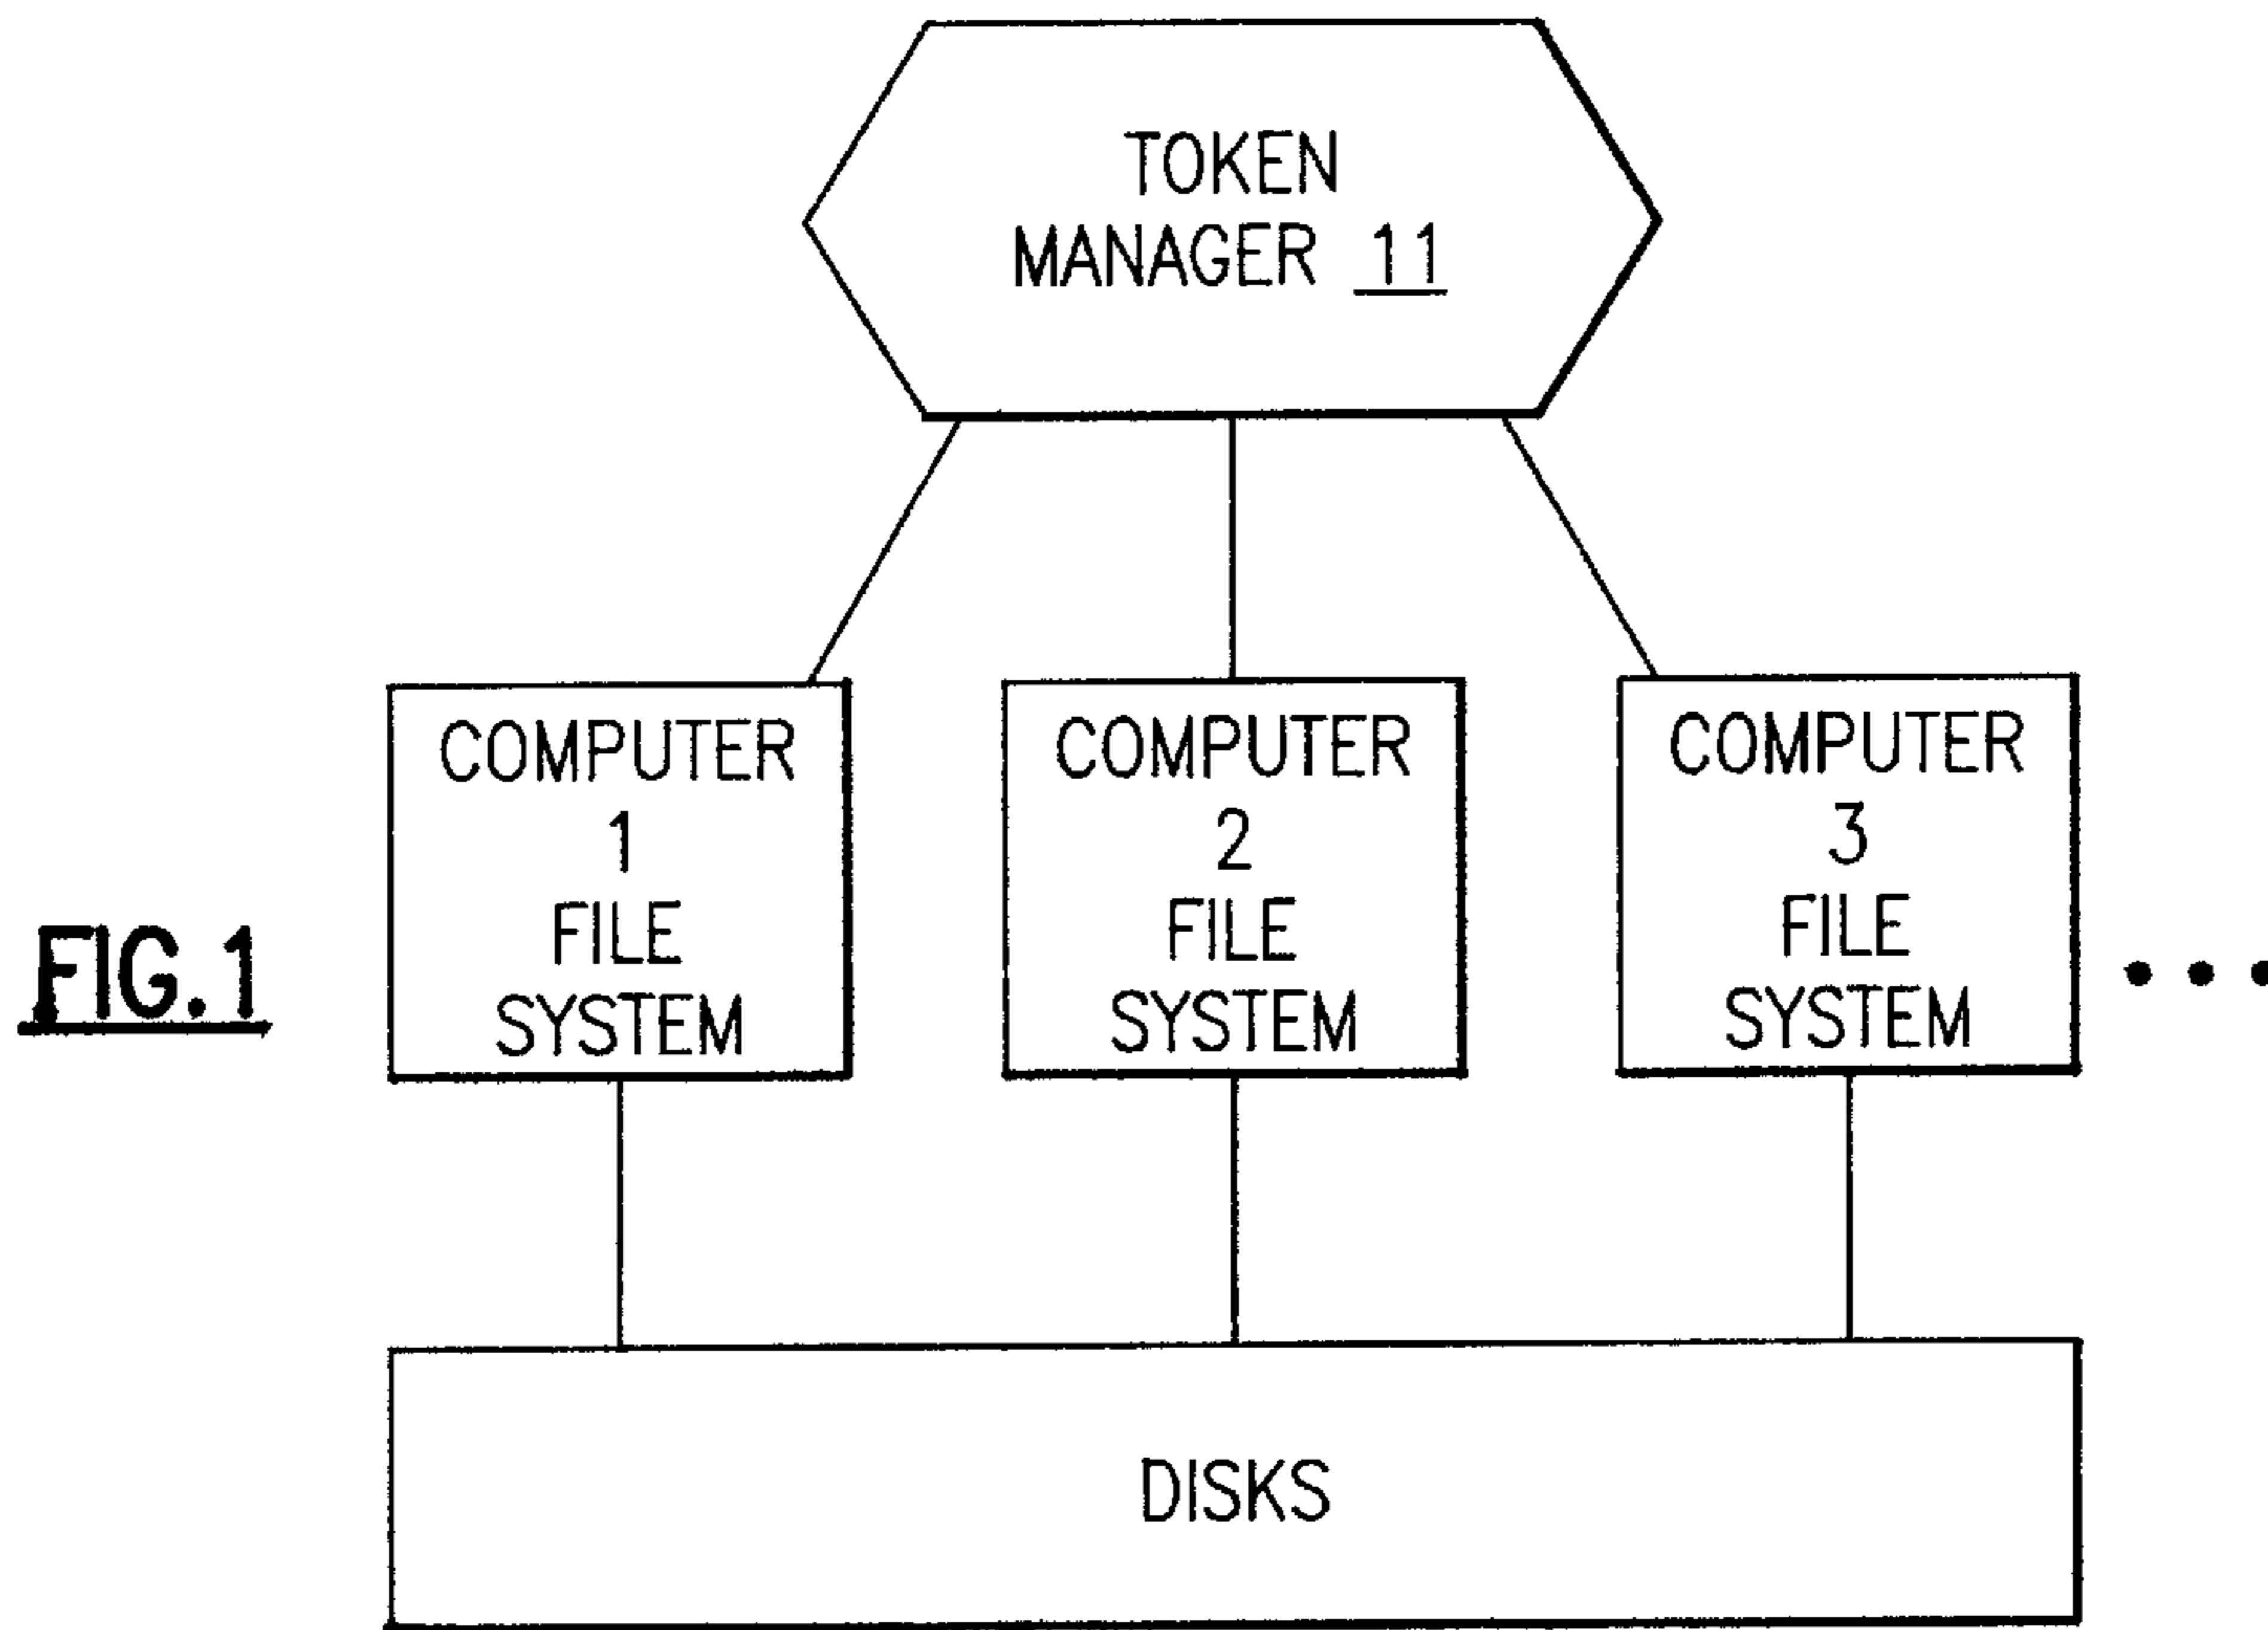 TOKEN
MANAGER 11
COMPUTER
1
FILE
SYSTEM
COMPUTER
2
FILE
SYSTEM
COMPUTER
3
FILE
SYSTEM
• • •
FIG.1
DISKS